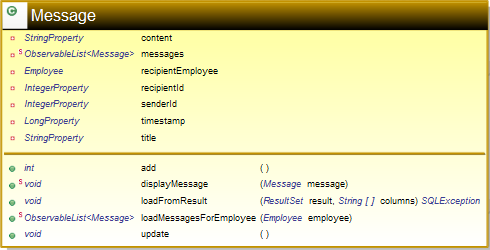 C Message
StringProperty content
S ObservableList<Message> messages
Employee recipientEmployee
IntegerProperty recipientId
IntegerProperty senderId
LongProperty timestamp
StringProperty title
int add ( )
S void displayMessage (Message message)
void loadFromResult (ResultSet result, String [ ] columns) SQLException
S ObservableList<Message> loadMessagesForEmployee (Employee employee)
void update ( )